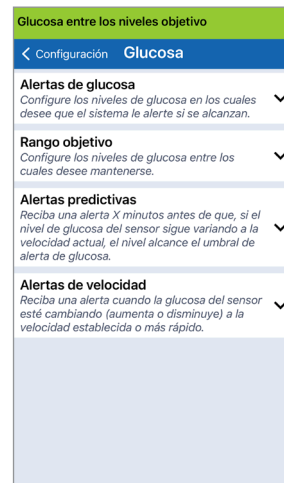 Glucosa entre los niveles objetivo
Configuración Glucosa
Alertas de glucosa
Configure los niveles de glucosa en los cuales
desee que el sistema le alerte si se alcanzan.
Rango objetivo
Configure los niveles de glucosa entre los
cuales desee mantenerse.
Alertas predictivas
Reciba una alerta X minutos antes de que, si el
nivel de glucosa del sensor sigue variando a la
velocidad actual, el nivel alcance el umbral de
alerta de glucosa.
Alertas de velocidad
Reciba una alerta cuando la glucosa del sensor
esté cambiando (aumenta o disminuye) a la
velocidad establecida o más rápido.